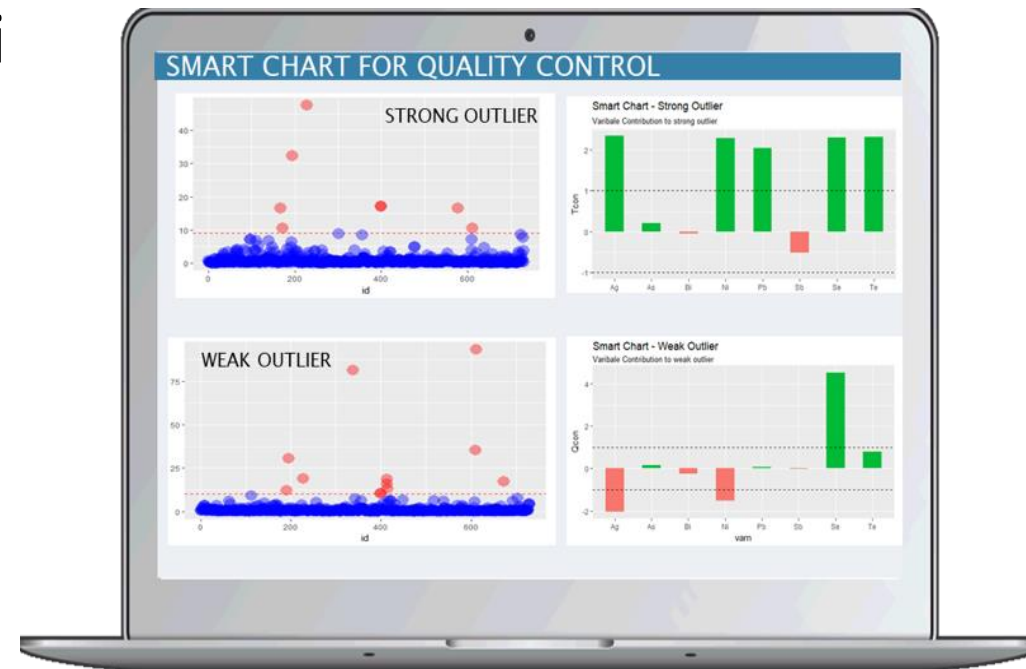 SMART CHART FOR QUALITY CONTROL
STRONG OUTLIER
40
30
20
10
0
0 200 400 600
id
Smart Chart - Strong Outlier
Varibale Contribution to strong outlier
2
1
0
-1
Tcon
Ag As Bi Ni Pb Sb Se Te
WEAK OUTLIER
75
50
25
0
0 200 400 600
id
Smart Chart - Weak Outlier
Varibale Contribution to weak outlier
4
2
0
-2
Qcon
Ag As Bi Ni Pb Sb Se Te
varn